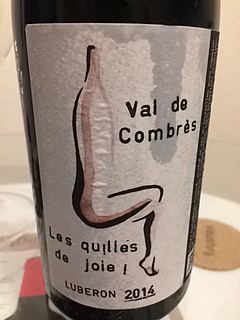 Val de
Combrès
Les quilles
de joie !
LUBERON 2014